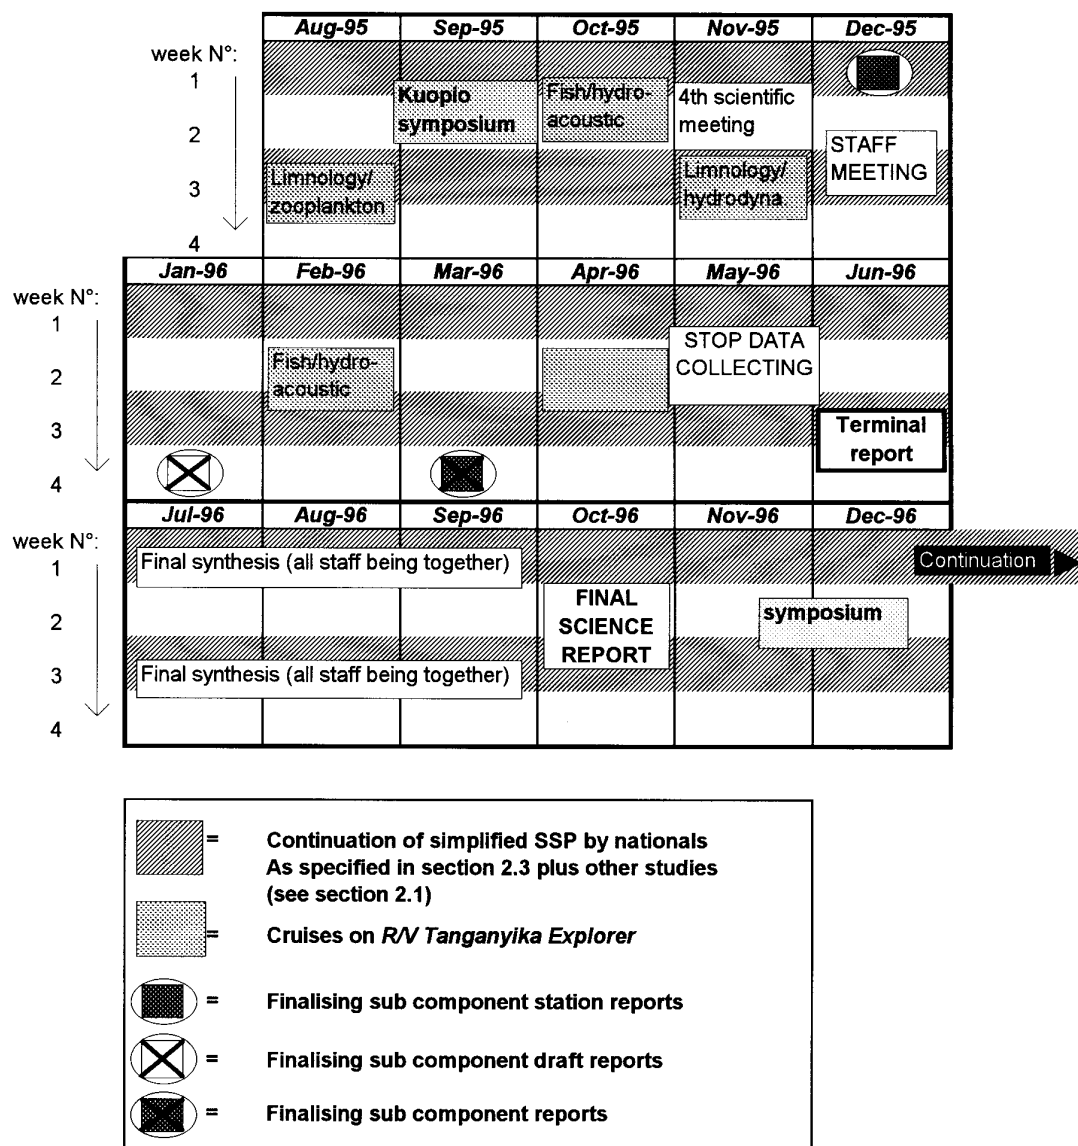 Aug-95 Sep-95 Oct-95 Nov-95 Dec-95
week N°:
1
Kuopio symposium
Fish/hydro-
acoustic
4th scientific
meeting
2
STAFF
MEETING
3
Limnology/
zooplankton
Limnology/
hydrodyna.
4
Jan-96 Feb-96 Mar-96 Apr-96 May-96 Jun-96
week N°:
1
STOP DATA
COLLECTING
2
Fish/hydro-
acoustic
3
Terminal
report
4
Jul-96 Aug-96 Sep-96 Oct-96 Nov-96 Dec-96
week N°:
1
Final synthesis (all staff being together)
Continuation
2
FINAL
SCIENCE
REPORT
symposium
3
Final synthesis (all staff being together)
4
= Continuation of simplified SSP by nationals
As specified in section 2.3 plus other studies
(see section 2.1)
= Cruises on R/V Tanganyika Explorer
= Finalising sub component station reports
= Finalising sub component draft reports
= Finalising sub component reports